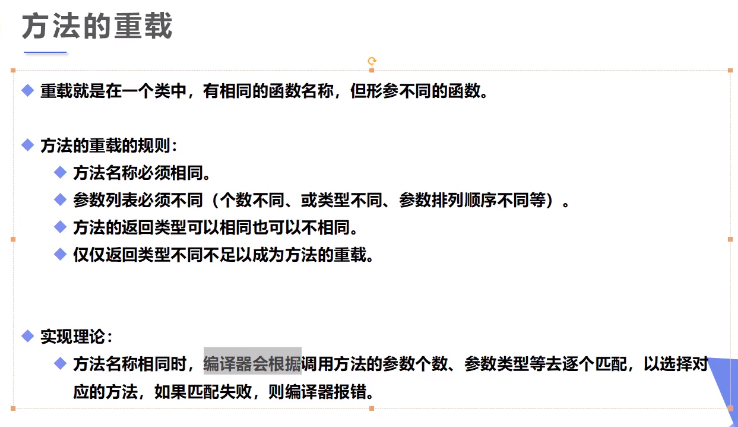 方法的重载
重载就是在一个类中，有相同的函数名称，但形参不同的函数。
方法的重载的规则：
方法名称必须相同。
参数列表必须不同（个数不同、或类型不同、参数排列顺序不同等）。
方法的返回类型可以相同也可以不相同。
仅仅返回类型不同不足以成为方法的重载。
实现理论：
方法名称相同时，编译器会根据调用方法的参数个数、参数类型等去逐个匹配，以选择对
应的方法，如果匹配失败，则编译器报错。